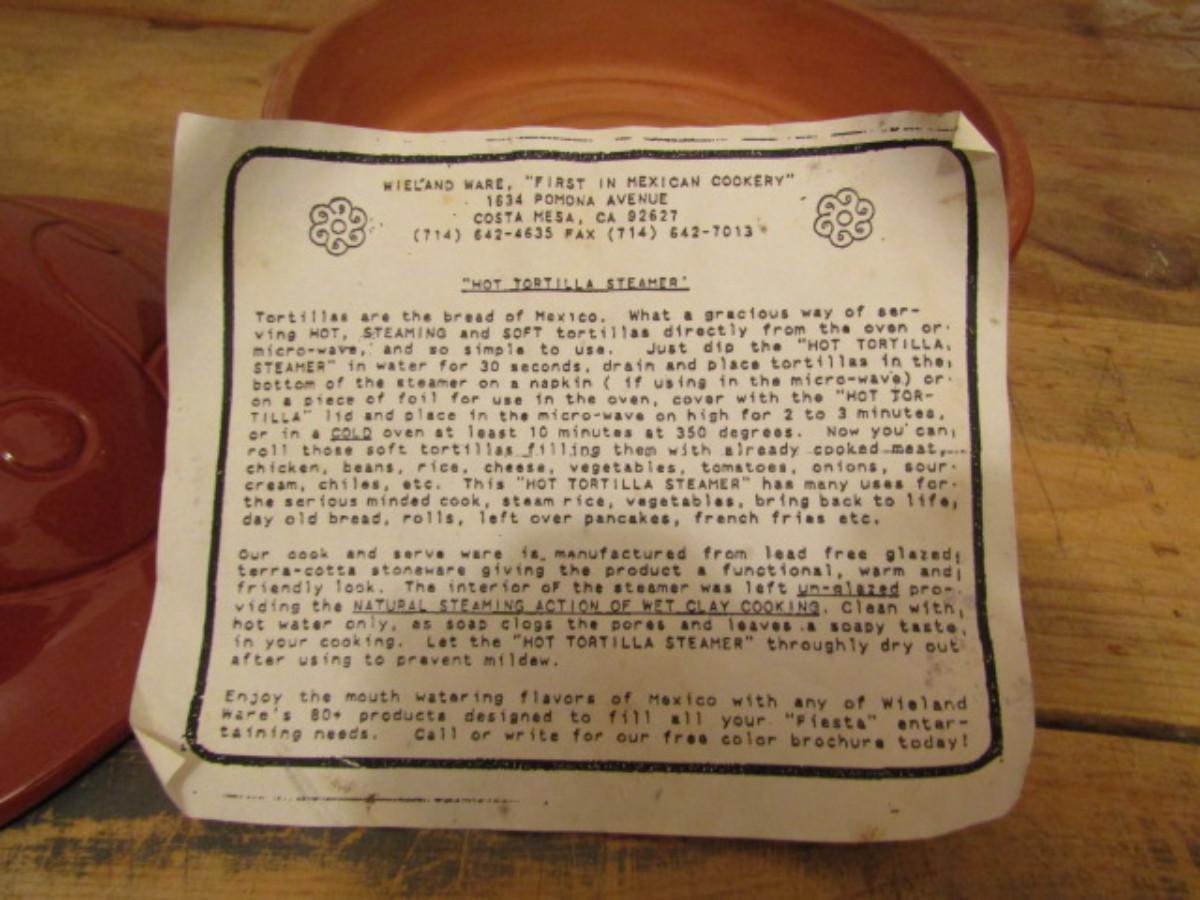 WIELAND WARE, "FIRST IN MEXICAN COOKERY"
1634 POMONA AVENUE
COSTA MESA, CA 92627
(714) 642-4635 FAX (714) 642-7013
"HOT TORTILLA STEAMER"
Tortillas are the bread of Mexico. What a gracious way of ser-
ving HOT, STEAMING and SOFT tortillas directly from the oven or
micro-wave, and so simple to use. Just dip the "HOT TORTILLA
STEAMER" in water for 30 seconds, drain and place tortillas in the
bottom of the steamer on a napkin ( if using in the micro-wave) or
on a piece of foil for use in the oven, cover with the "HOT TOR-
TILLA" lid and place in the micro-wave on high for 2 to 3 minutes,
or in a COLD oven at least 10 minutes at 350 degrees. Now you can
roll those soft tortillas filling them with already cooked meat,
chicken, beans, rice, cheese, vegetables, tomatoes, onions, sour
cream, chiles, etc. This "HOT TORTILLA STEAMER" has many uses for
the serious minded cook, steam rice, vegetables, bring back to life,
day old bread, rolls, left over pancakes, french fries etc.
Our cook and serve ware is manufactured from lead free glazed
terra-cotta stoneware giving the product a functional, warm and
friendly look. The interior of the steamer was left un-glazed pro-
viding the NATURAL STEAMING ACTION OF WET CLAY COOKING. Clean with
hot water only, as soap clogs the pores and leaves a soapy taste
in your cooking. Let the "HOT TORTILLA STEAMER" throughly dry out
after using to prevent mildew.
Enjoy the mouth watering flavors of Mexico with any of Wieland
Ware's 80+ products designed to fill all your "Fiesta" enter-
taining needs. Call or write for our free color brochure today!